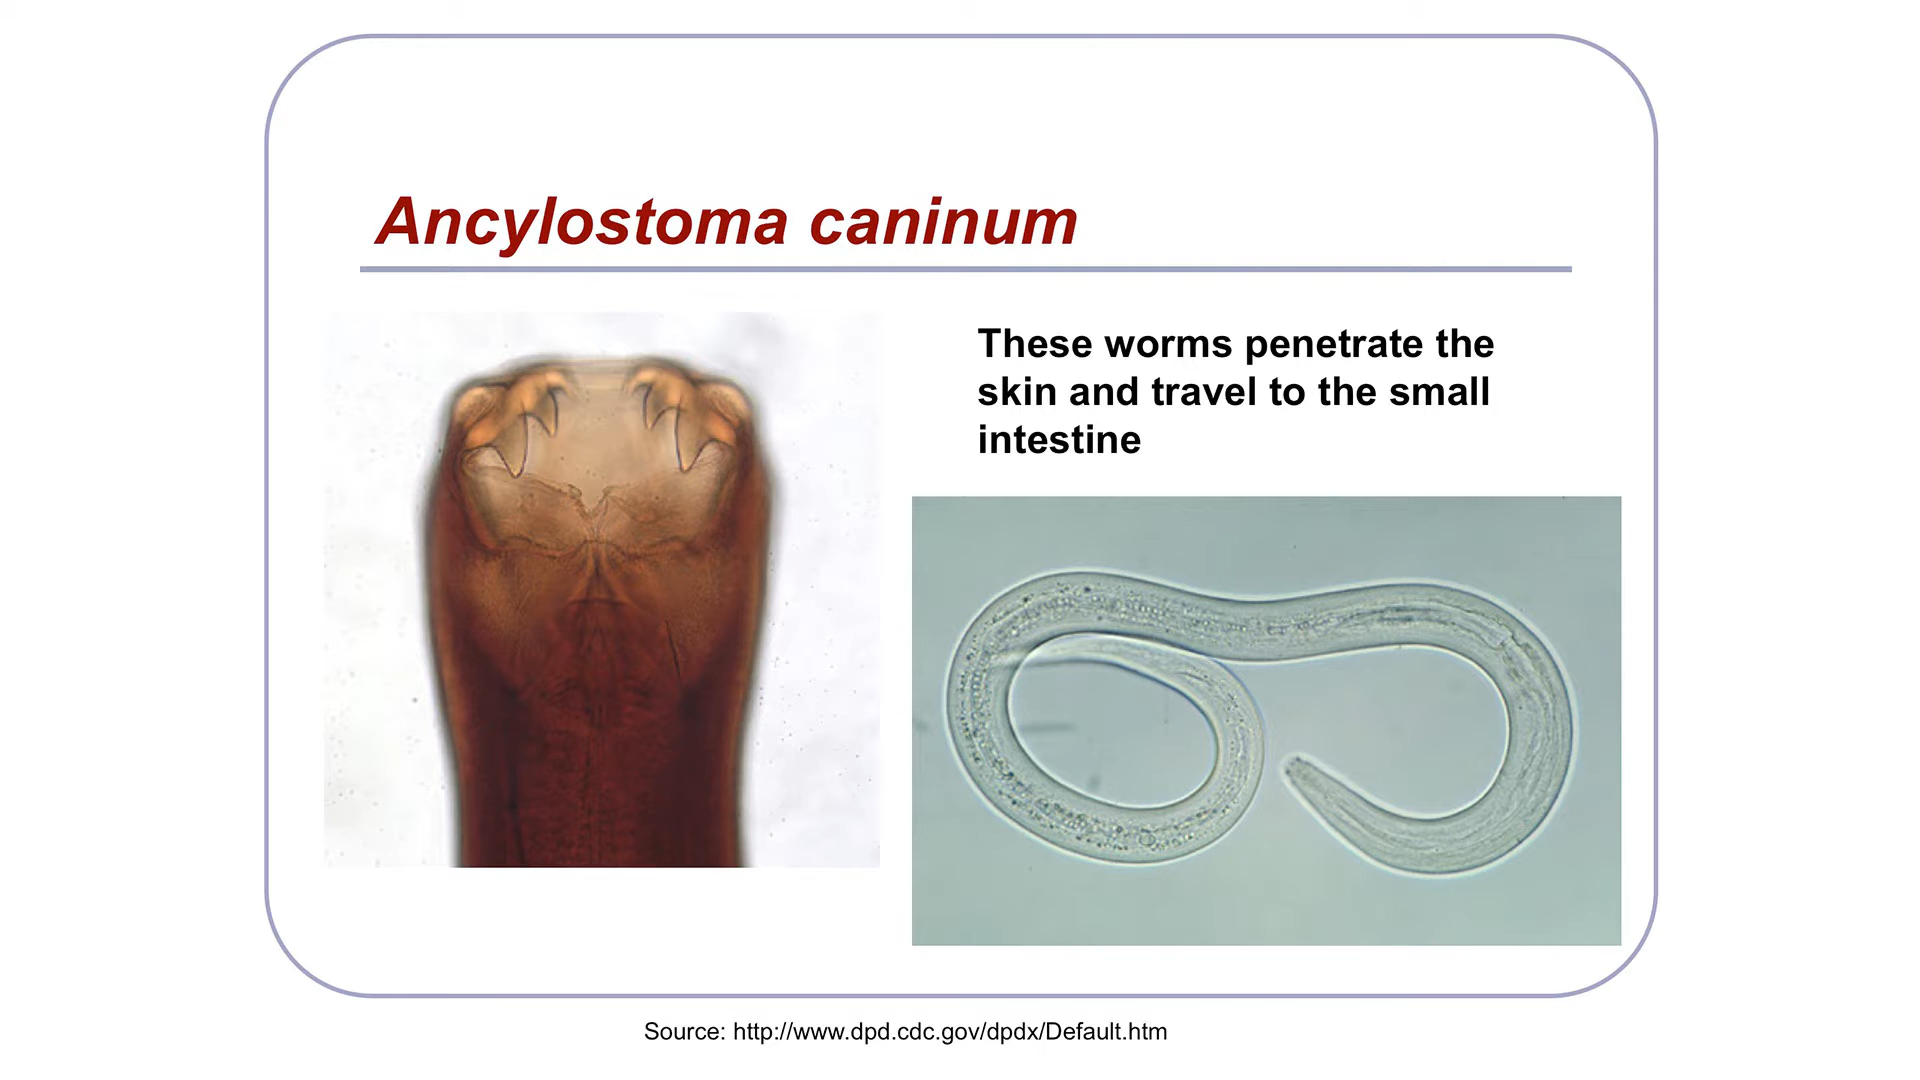 Ancylostoma caninum
These worms penetrate the
skin and travel to the small
intestine
Source: http://www.dpd.cdc.gov/dpdx/Default.htm